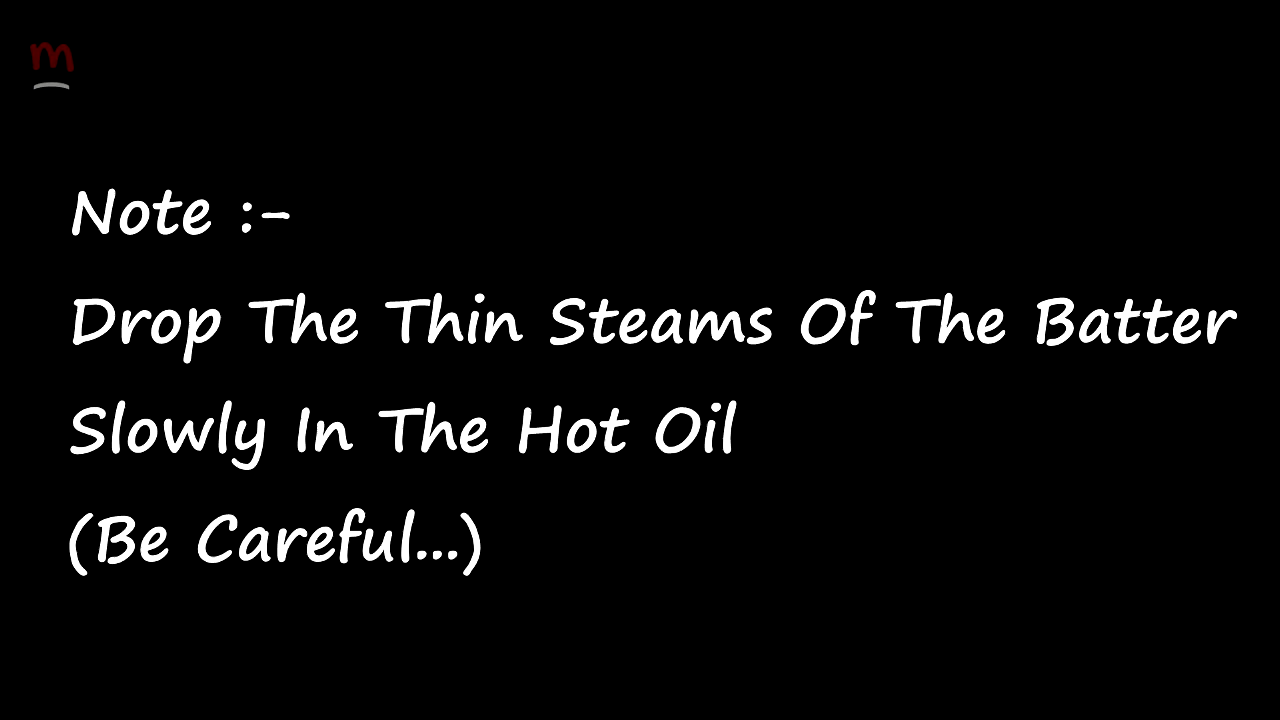 m
Note :-
Drop The Thin Steams Of The Batter
Slowly In The Hot Oil
(Be Careful...)